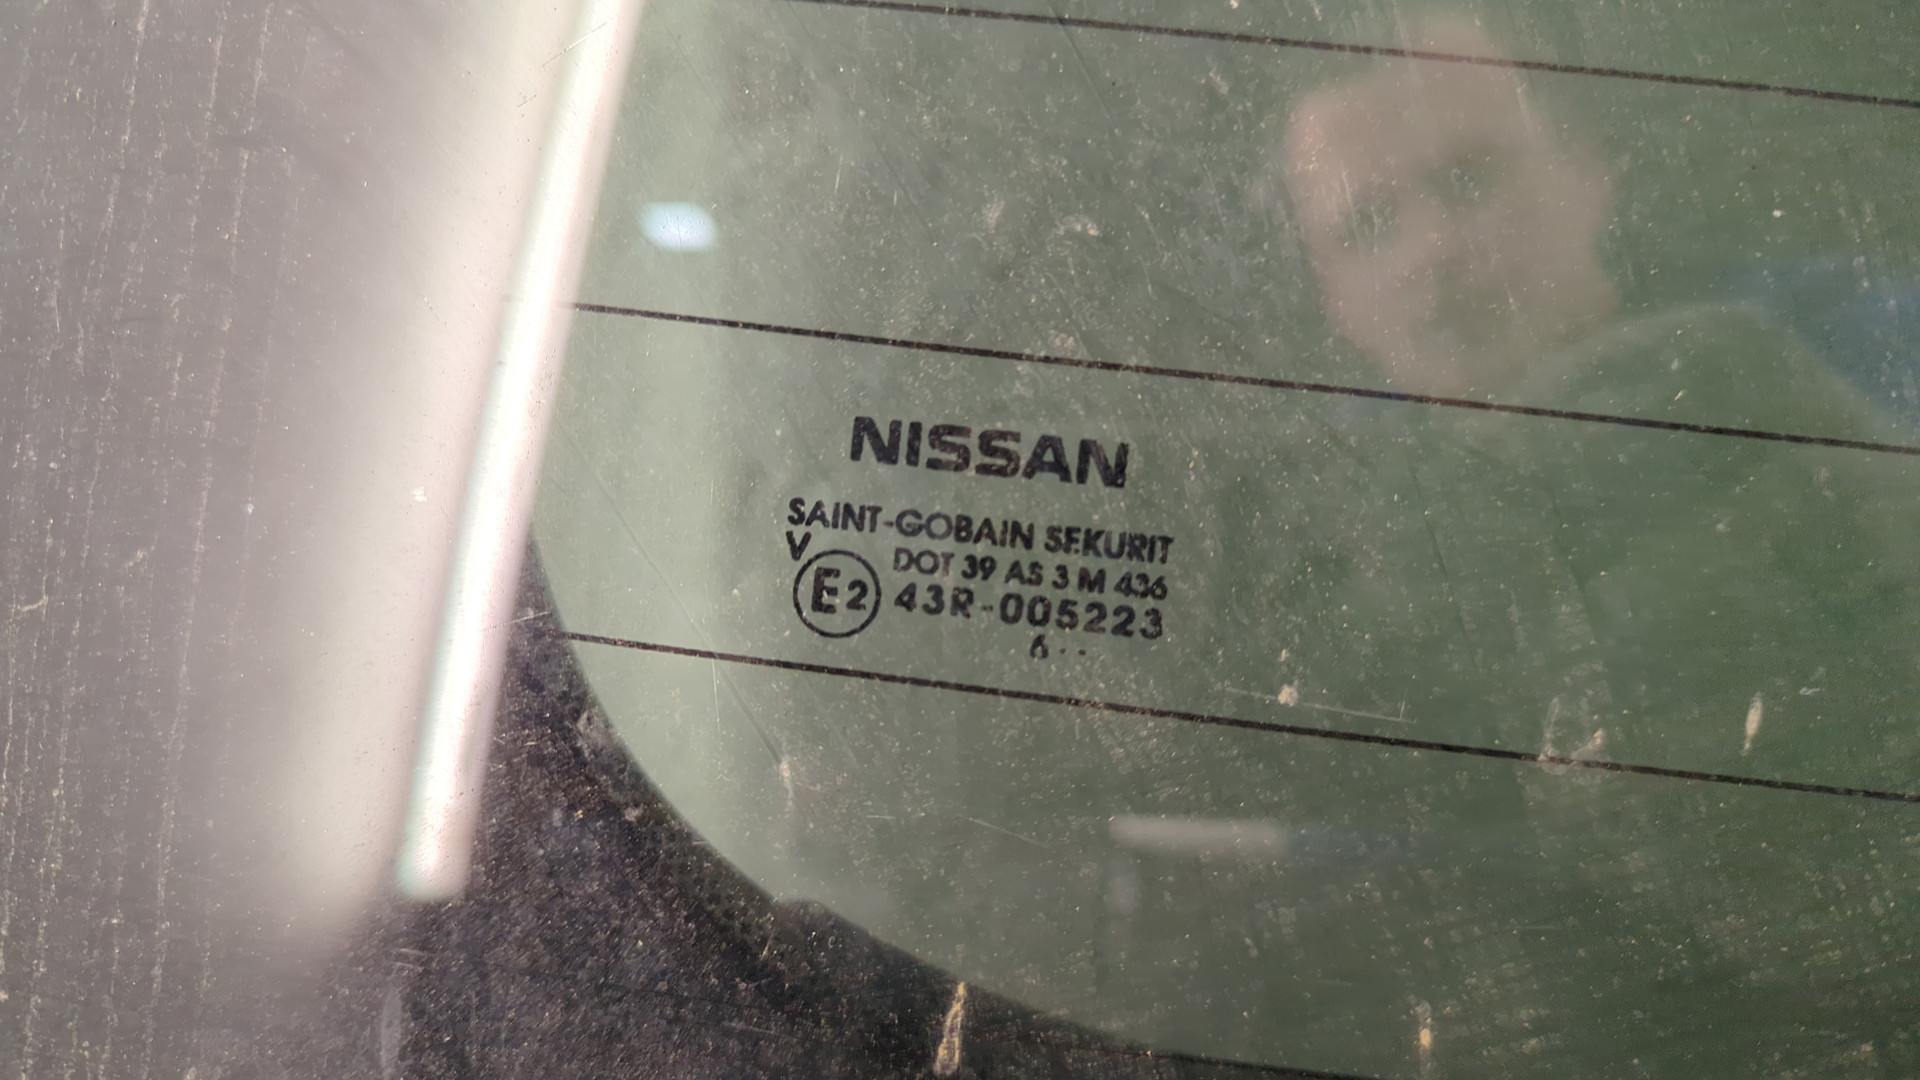 NISSAN
SAINT-GOBAIN SEKURIT
V
DOT 39 AS 3 M 436
E2 43R-005223
6··